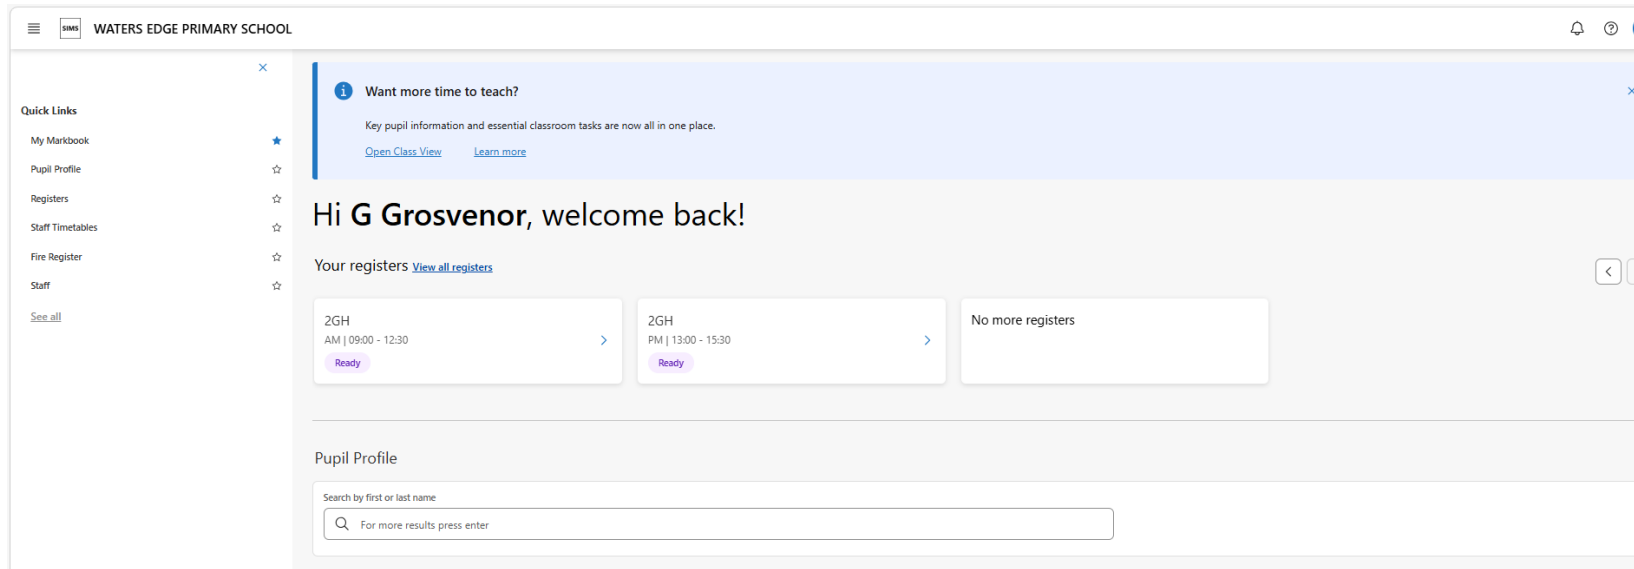 SIMS WATERS EDGE PRIMARY SCHOOL
Quick Links
My Markbook
Pupil Profile
Registers
Staff Timetables
Fire Register
Staff
See all
Want more time to teach?
Key pupil information and essential classroom tasks are now all in one place.
Open Class View Learn more
Hi G Grosvenor, welcome back!
Your registers View all registers
2GH
AM | 09:00 - 12:30
Ready
2GH
PM | 13:00 - 15:30
Ready
No more registers
Pupil Profile
Search by first or last name
For more results press enter